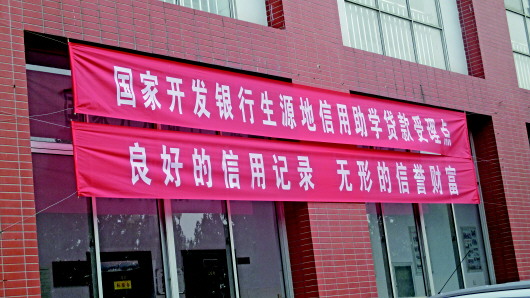 国家开发银行生源地信用助学贷款受理点
良好的信用记录 无形的信誉财富